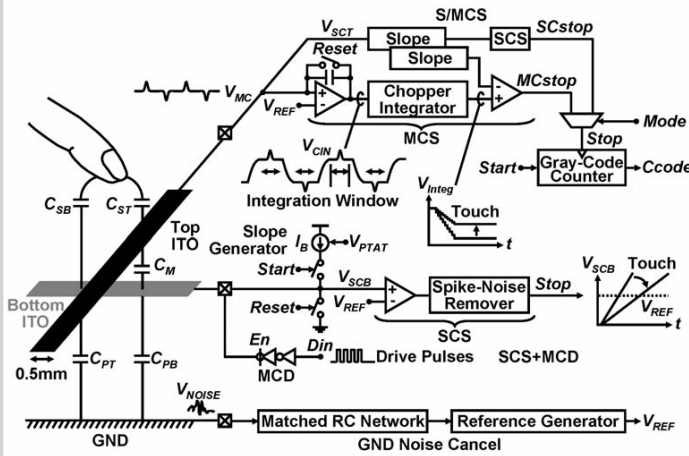 S/MCS
V_SCT
Slope
SCS
SCstop
Reset
Slope
V_MC
V_REF
Chopper
Integrator
MCstop
MCS
Mode
Stop
V_CIN
Start
Gray-Code
Counter
Ccode
Integration Window
V_Integ
Touch
t
C_SB
C_ST
Top
ITO
Slope
Generator
I_B
V_PTAT
C_M
Start
V_SCB
Bottom
ITO
Reset
V_REF
Spike-Noise
Remover
Stop
SCS
V_SCB
Touch
V_REF
t
0.5mm
C_PT
C_PB
En
Din
MCD
Drive Pulses
SCS+MCD
V_NOISE
GND
Matched RC Network
Reference Generator
V_REF
GND Noise Cancel